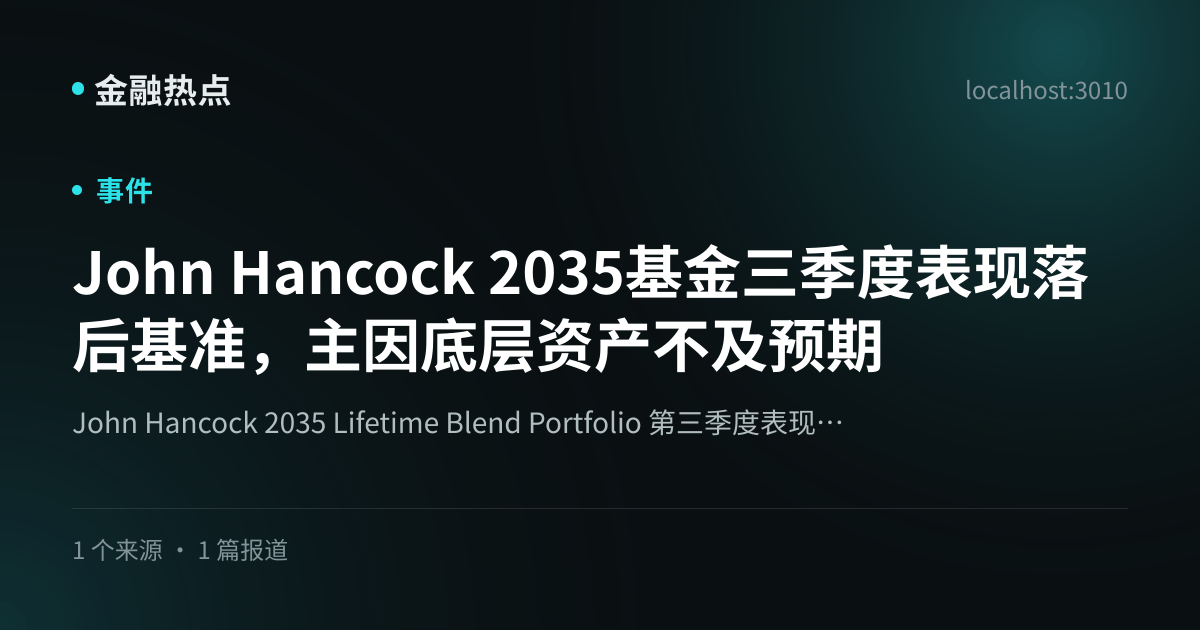 金融热点
localhost:3010
事件
John Hancock 2035基金三季度表现落
后基准，主因底层资产不及预期
John Hancock 2035 Lifetime Blend Portfolio 第三季度表现…
1 个来源 · 1 篇报道